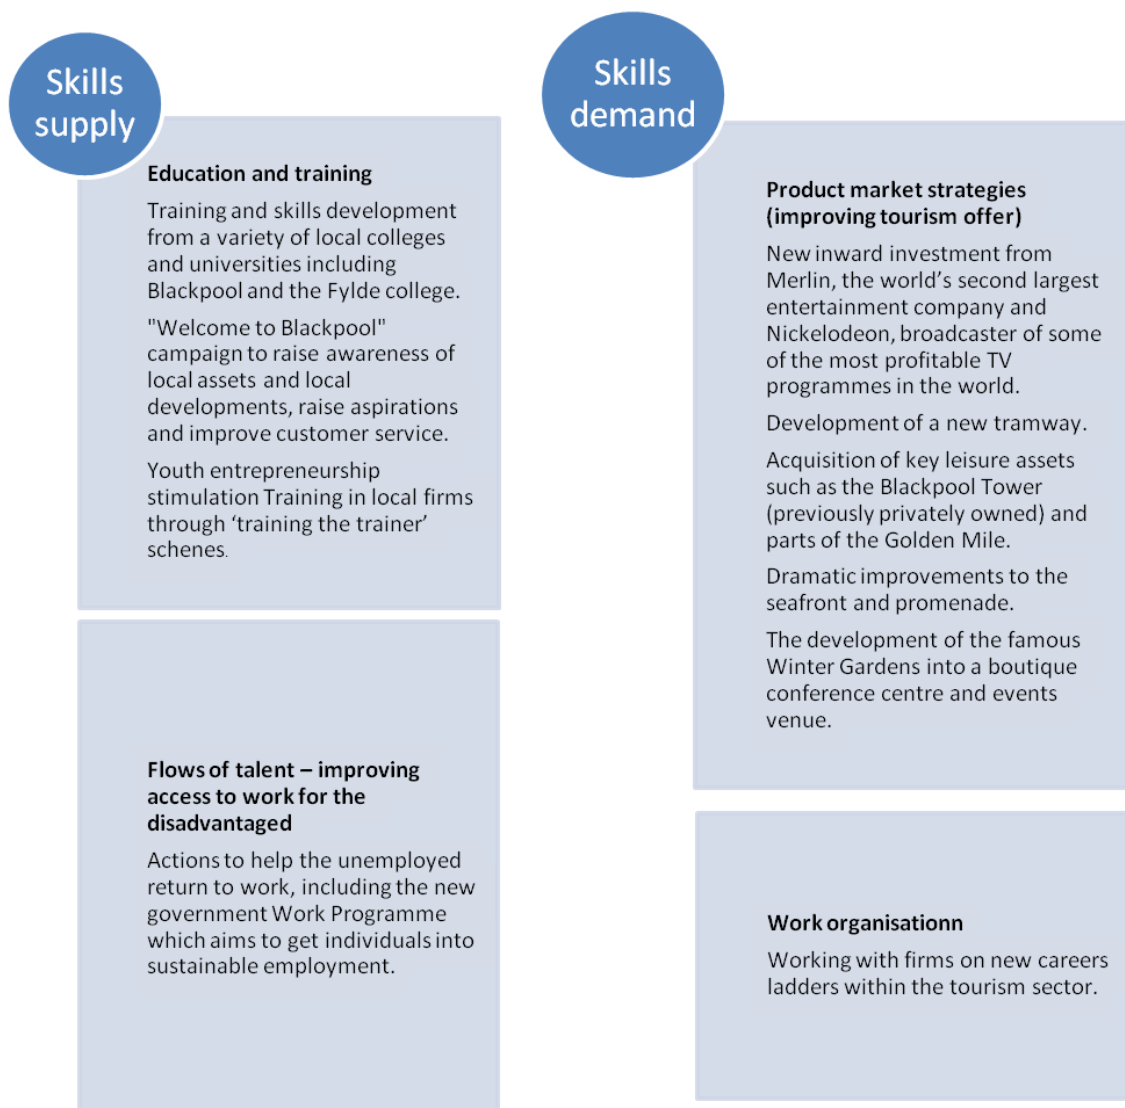 Skills
supply
Education and training
Training and skills development
from a variety of local colleges
and universities including
Blackpool and the Fylde college.
"Welcome to Blackpool"
campaign to raise awareness of
local assets and local
developments, raise aspirations
and improve customer service.
Youth entrepreneurship
stimulation Training in local firms
through ‘training the trainer’
schenes.
Flows of talent – improving
access to work for the
disadvantaged
Actions to help the unemployed
return to work, including the new
government Work Programme
which aims to get individuals into
sustainable employment.
Skills
demand
Product market strategies
(improving tourism offer)
New inward investment from
Merlin, the world’s second largest
entertainment company and
Nickelodeon, broadcaster of some
of the most profitable TV
programmes in the world.
Development of a new tramway.
Acquisition of key leisure assets
such as the Blackpool Tower
(previously privately owned) and
parts of the Golden Mile.
Dramatic improvements to the
seafront and promenade.
The development of the famous
Winter Gardens into a boutique
conference centre and events
venue.
Work organisationn
Working with firms on new careers
ladders within the tourism sector.